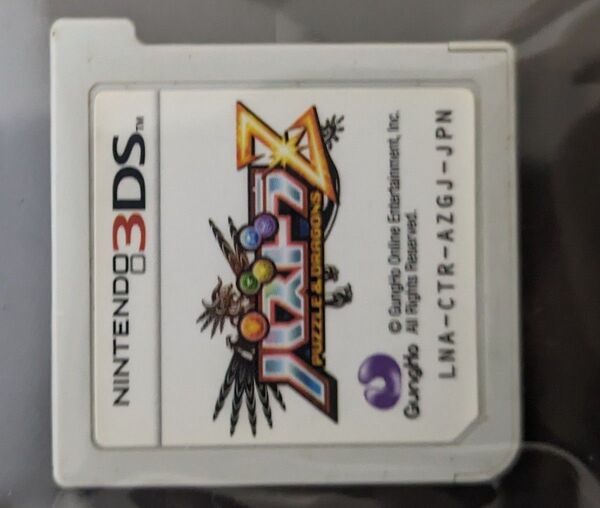 NINTENDO 3DS™
パズドラZ
PUZZLE & DRAGONS
GungHo
© GungHo Online Entertainment, Inc.
All Rights Reserved.
LNA-CTR-AZGJ-JPN